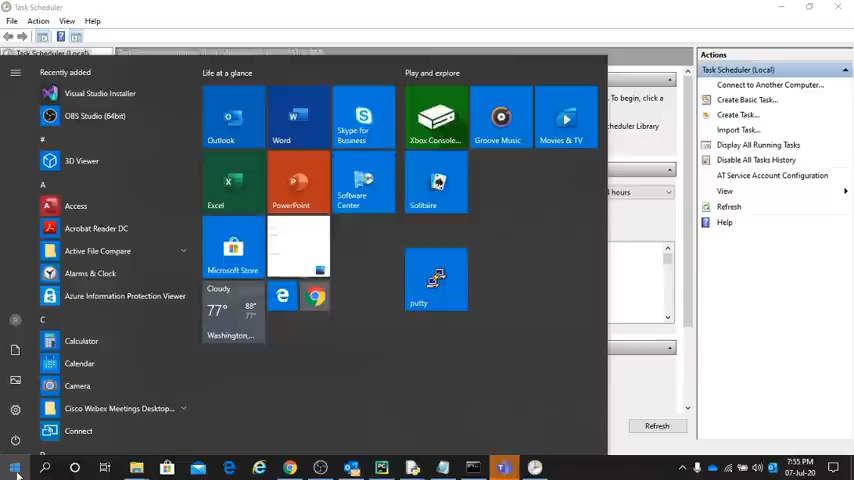 Task Scheduler
File Action View Help
Task Scheduler (Local)
Recently added
Visual Studio Installer
OBS Studio (64bit)
#
3D Viewer
A
Access
Acrobat Reader DC
Active File Compare
Alarms & Clock
Azure Information Protection Viewer
C
Calculator
Calendar
Camera
Cisco Webex Meetings Desktop...
Connect
Life at a glance
Outlook
Word
Skype for
Business
Excel
PowerPoint
Software
Center
Microsoft Store
Cloudy
77°
88°
77°
Washington,...
Play and explore
Xbox Console...
Groove Music
Movies & TV
Solitaire
putty
To begin, click a
cheduler Library
hours
Refresh
Actions
Task Scheduler (Local)
Connect to Another Computer...
Create Basic Task...
Create Task...
Import Task...
Display All Running Tasks
Disable All Tasks History
AT Service Account Configuration
View
Refresh
Help
7:55 PM
07-Jul-20